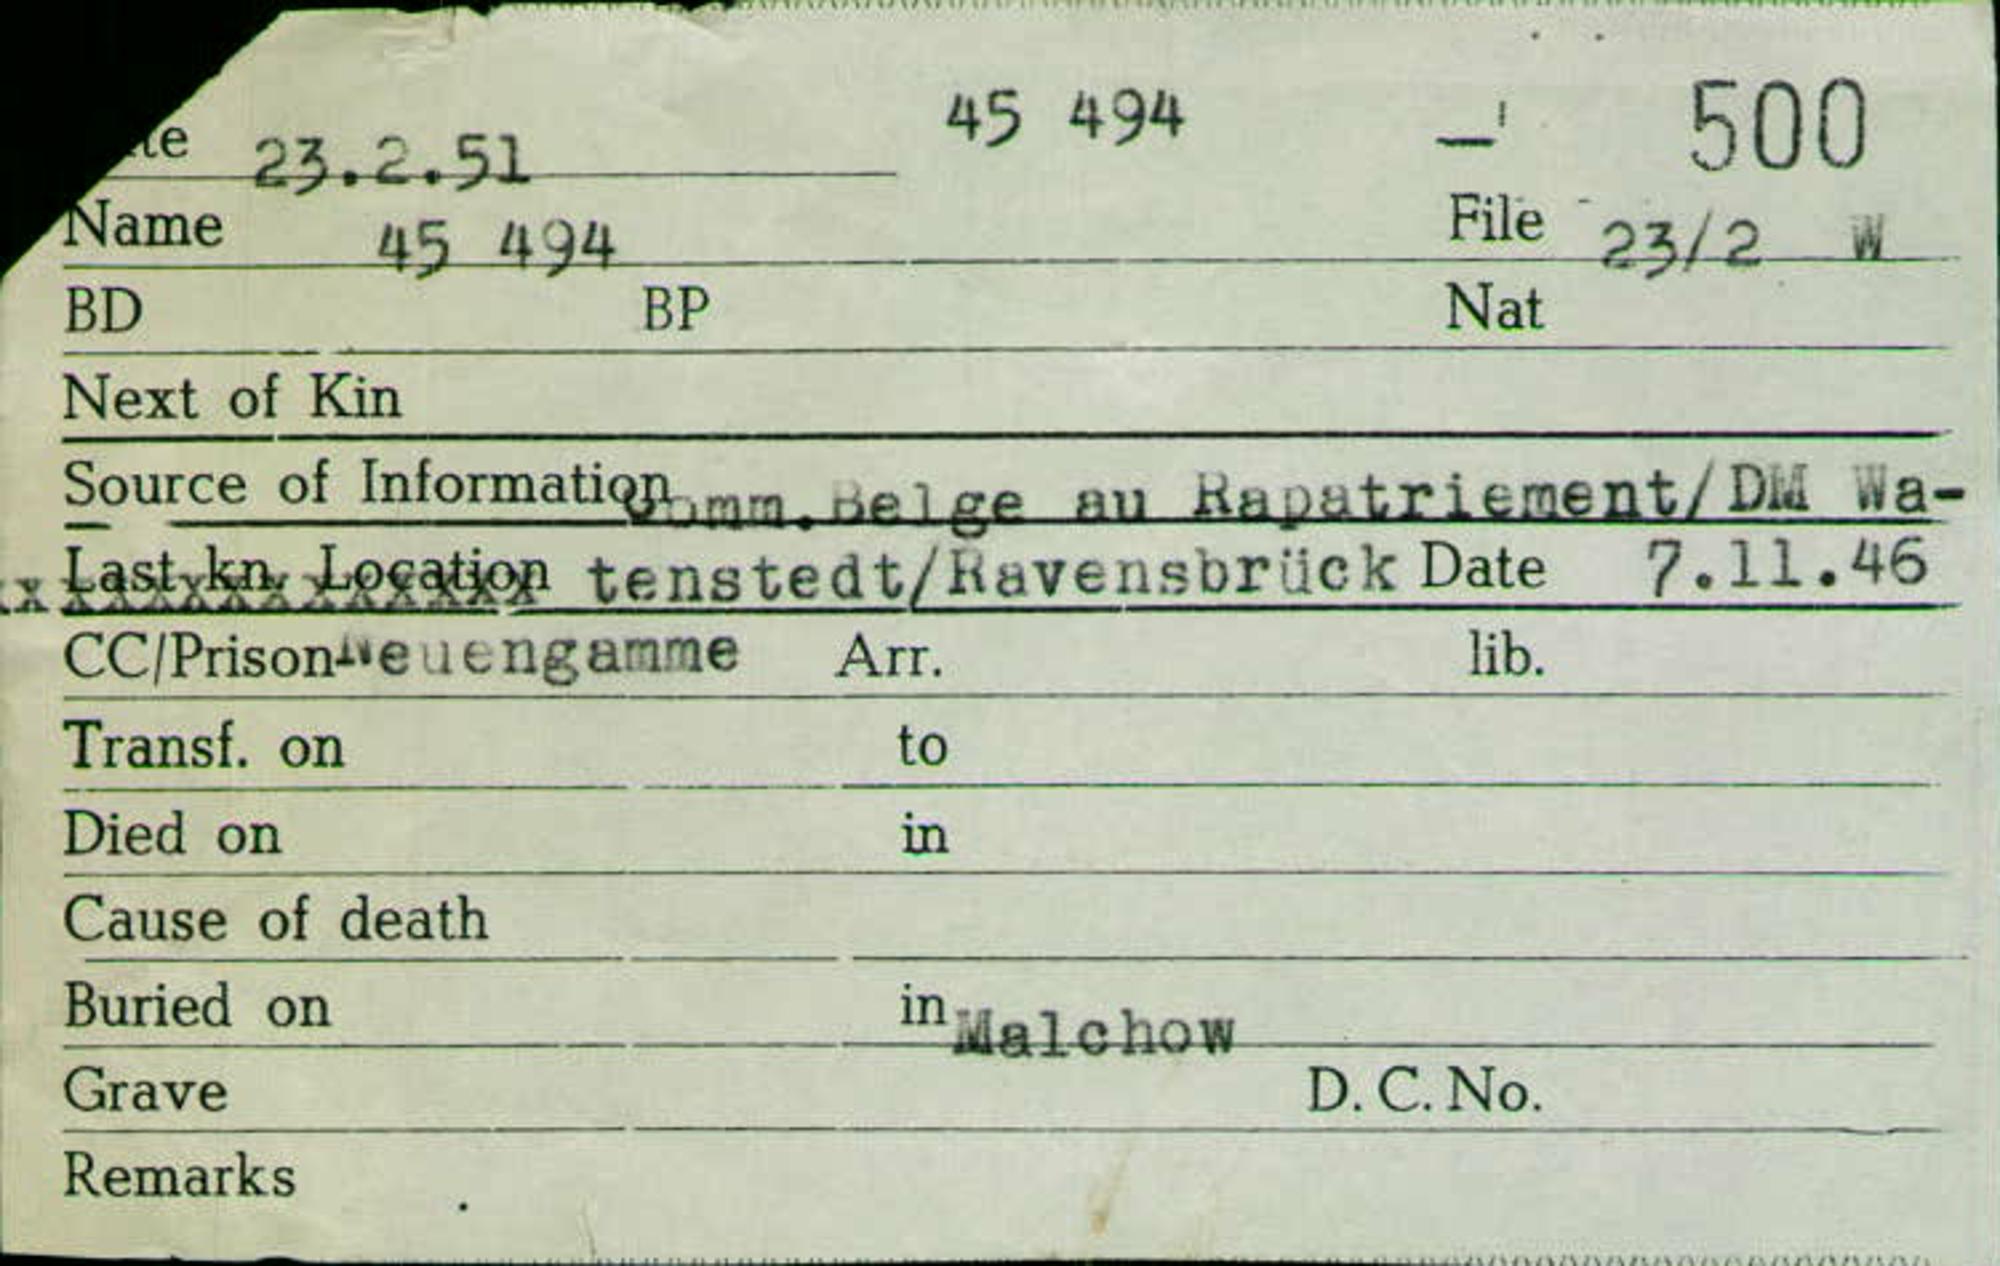 te 23.2.51 45 494 500
Name 45 494 File 23/2 W
BD BP Nat
Next of Kin
Source of Information Comm.Belge au Rapatriement/DM Wa-
Last kn. Location tenstedt/Ravensbrück Date 7.11.46
CC/Prison Neuengamme Arr. lib.
Transf. on to
Died on in
Cause of death
Buried on in Malchow
Grave D. C. No.
Remarks